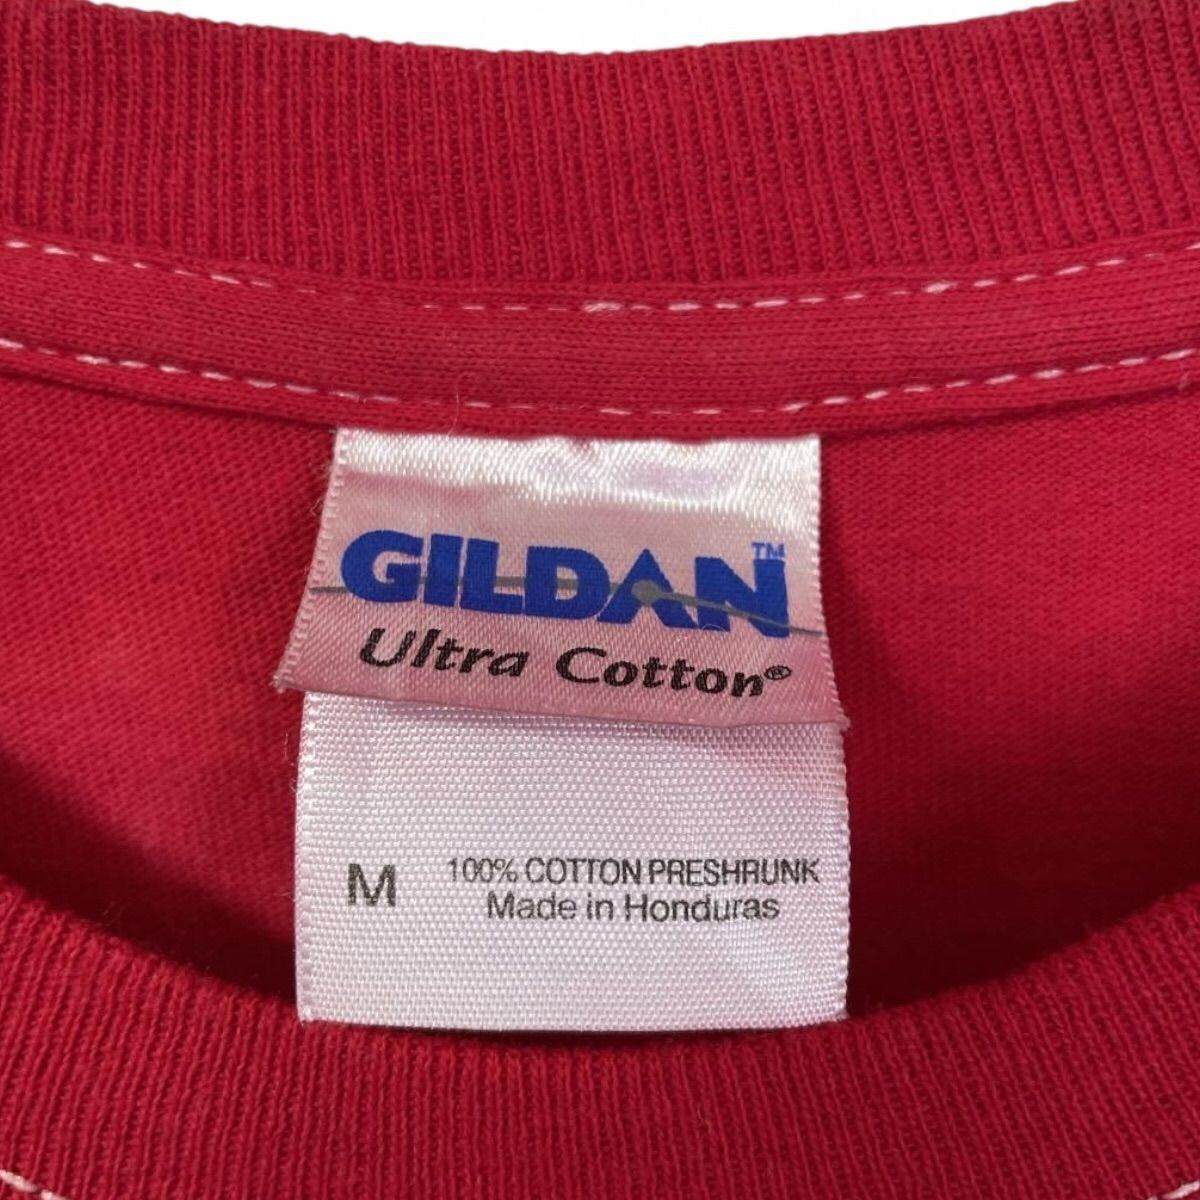 GILDAN™
Ultra Cotton®
M 100% COTTON PRESHRUNK
Made in Honduras